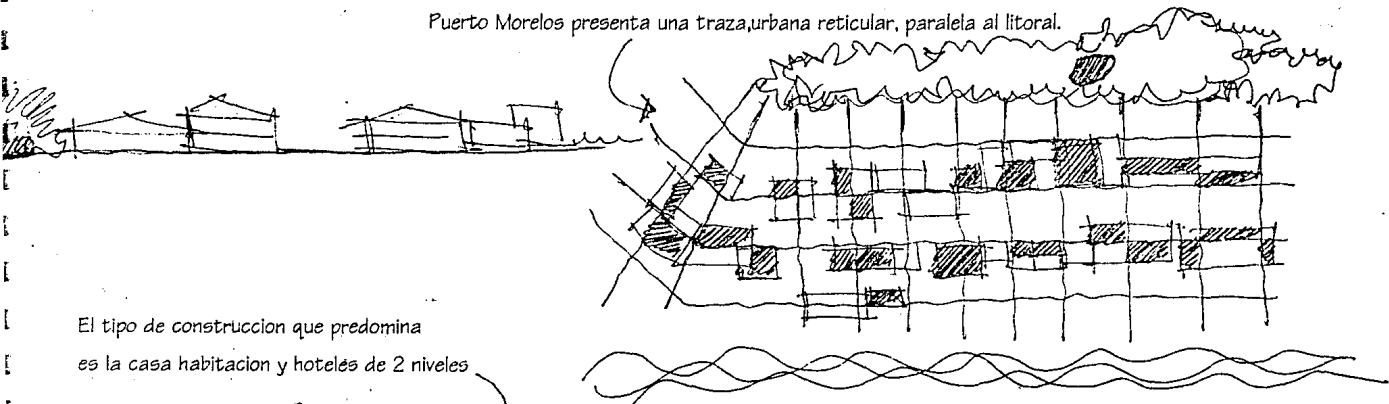 Puerto Morelos presenta una traza,urbana reticular, paralela al litoral.
El tipo de construccion que predomina
es la casa habitacion y hoteles de 2 niveles